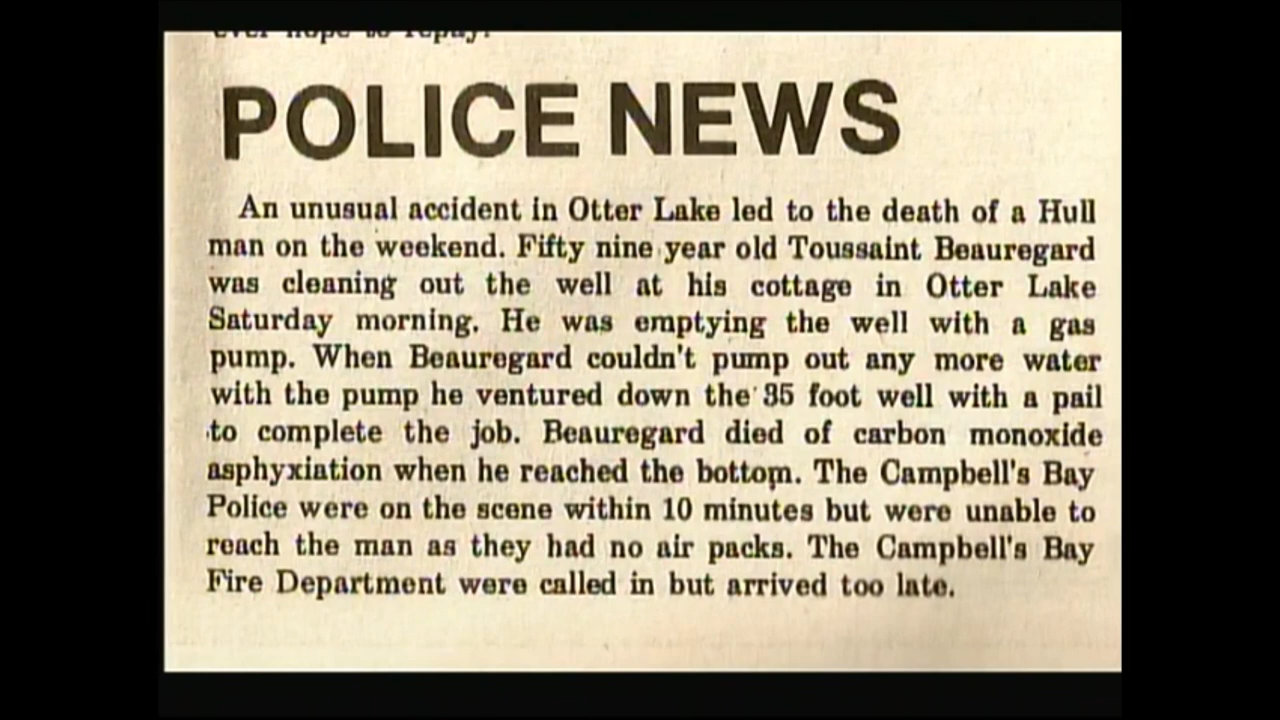 ever hope to repay.
POLICE NEWS
An unusual accident in Otter Lake led to the death of a Hull
man on the weekend. Fifty nine year old Toussaint Beauregard
was cleaning out the well at his cottage in Otter Lake
Saturday morning. He was emptying the well with a gas
pump. When Beauregard couldn't pump out any more water
with the pump he ventured down the 35 foot well with a pail
to complete the job. Beauregard died of carbon monoxide
asphyxiation when he reached the bottom. The Campbell's Bay
Police were on the scene within 10 minutes but were unable to
reach the man as they had no air packs. The Campbell's Bay
Fire Department were called in but arrived too late.